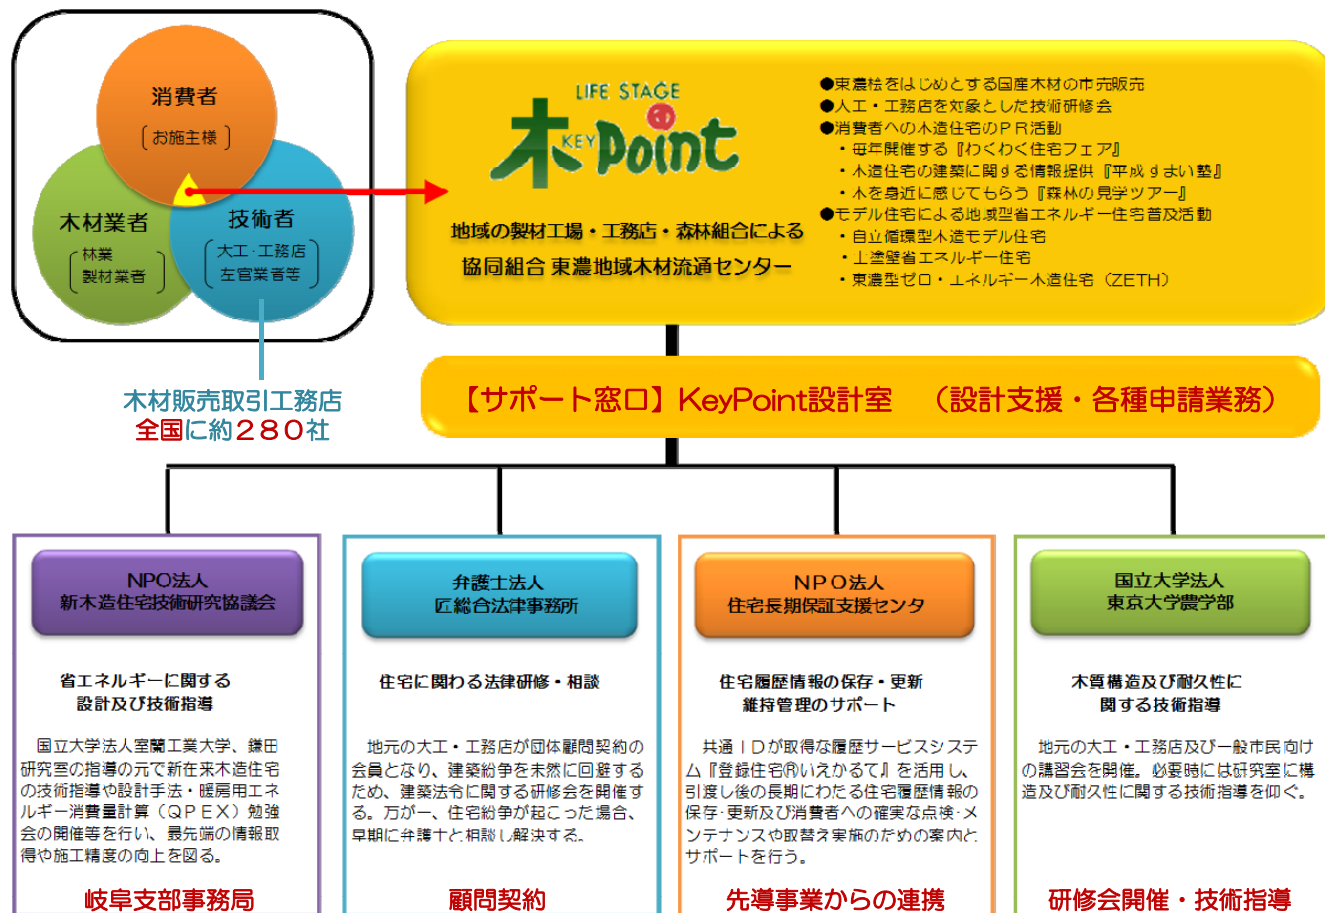 消費者
〔お施主様〕
木材業者
林業
製材業者
技術者
大工・工務店
左官業者等
木材販売取引工務店
全国に約２８０社
LIFE STAGE
木のPoint
KEY
地域の製材工場・工務店・森林組合による
協同組合 東濃地域木材流通センター
●東濃桧をはじめとする国産木材の市売販売
●大工・工務店を対象とした技術研修会
●消費者への木造住宅のＰＲ活動
・毎年開催する『わくわく住宅フェア』
・木造住宅の建築に関する情報提供『平成すまい塾』
・木を身近に感じてもらう『森林の見学ツアー』
●モデル住宅による地域型省エネルギー住宅普及活動
・自立循環型木造モデル住宅
・土塗壁省エネルギー住宅
・東濃型ゼロ・エネルギー木造住宅（ZETH）
【サポート窓口】KeyPoint設計室　（設計支援・各種申請業務）
NPO法人
新木造住宅技術研究協議会
省エネルギーに関する
設計及び技術指導
国立大学法人室蘭工業大学、鎌田
研究室の指導の元で新在来木造住宅
の技術指導や設計手法・暖房用エネ
ルギー消費量計算（ＱＰＥＸ）勉強
会の開催等を行い、最先端の情報取
得や施工精度の向上を図る。
岐阜支部事務局
弁護士法人
匠総合法律事務所
住宅に関わる法律研修・相談
地元の大工・工務店が団体顧問契約の
会員となり、建築紛争を未然に回避する
ため、建築法令に関する研修会を開催す
る。万が一、住宅紛争が起こった場合、
早期に弁護士と相談し解決する。
顧問契約
ＮＰＯ法人
住宅長期保証支援センタ
住宅履歴情報の保存・更新
維持管理のサポート
共通ＩＤが取得な履歴サービスシステ
ム『登録住宅®いえかるて』を活用し、
引渡し後の長期にわたる住宅履歴情報の
保存・更新及び消費者への確実な点検・メ
ンテナンスや取替え実施のための案内と
サポートを行う。
先導事業からの連携
国立大学法人
東京大学農学部
木質構造及び耐久性に
関する技術指導
地元の大工・工務店及び一般市民向け
の講習会を開催。必要時には研究室に構
造及び耐久性に関する技術指導を仰ぐ。
研修会開催・技術指導